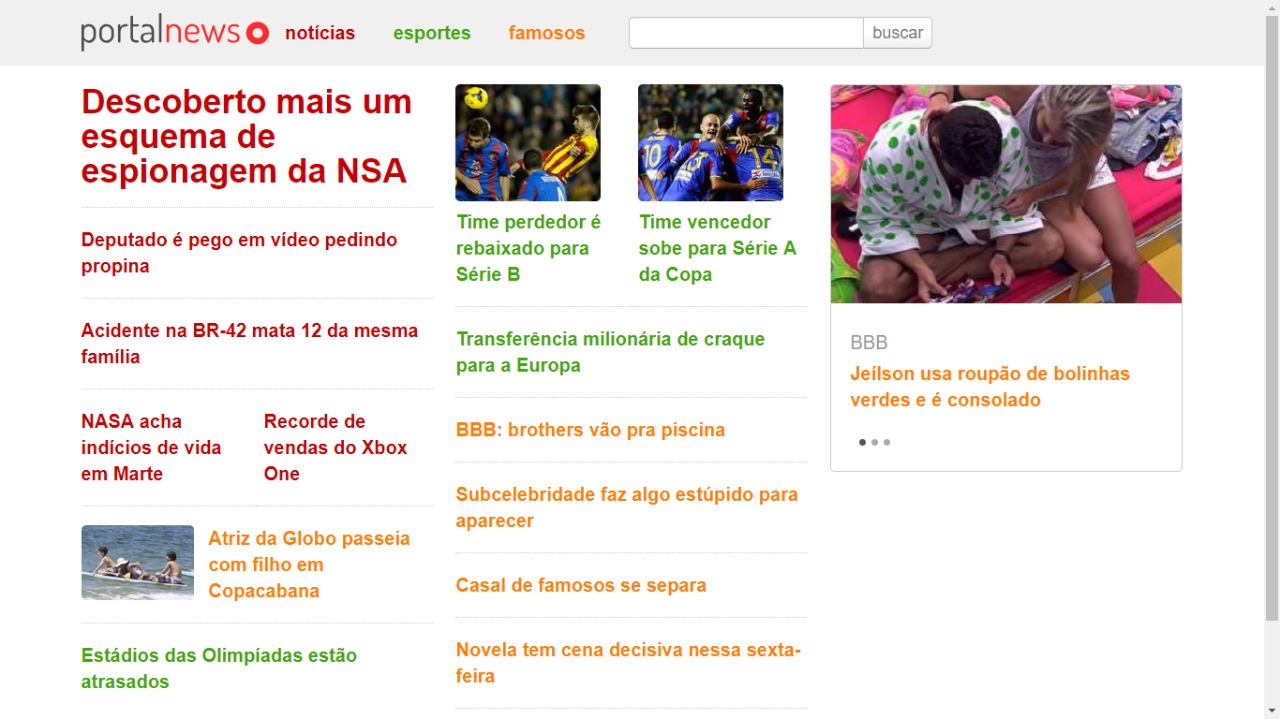 portalnews notícias esportes famosos buscar
Descoberto mais um
esquema de
espionagem da NSA
Deputado é pego em vídeo pedindo
propina
Acidente na BR-42 mata 12 da mesma
família
NASA acha
indícios de vida
em Marte
Recorde de
vendas do Xbox
One
Atriz da Globo passeia
com filho em
Copacabana
Estádios das Olimpíadas estão
atrasados
Time perdedor é
rebaixado para
Série B
Time vencedor
sobe para Série A
da Copa
Transferência milionária de craque
para a Europa
BBB: brothers vão pra piscina
Subcelebridade faz algo estúpido para
aparecer
Casal de famosos se separa
Novela tem cena decisiva nessa sexta-
feira
BBB
Jeílson usa roupão de bolinhas
verdes e é consolado